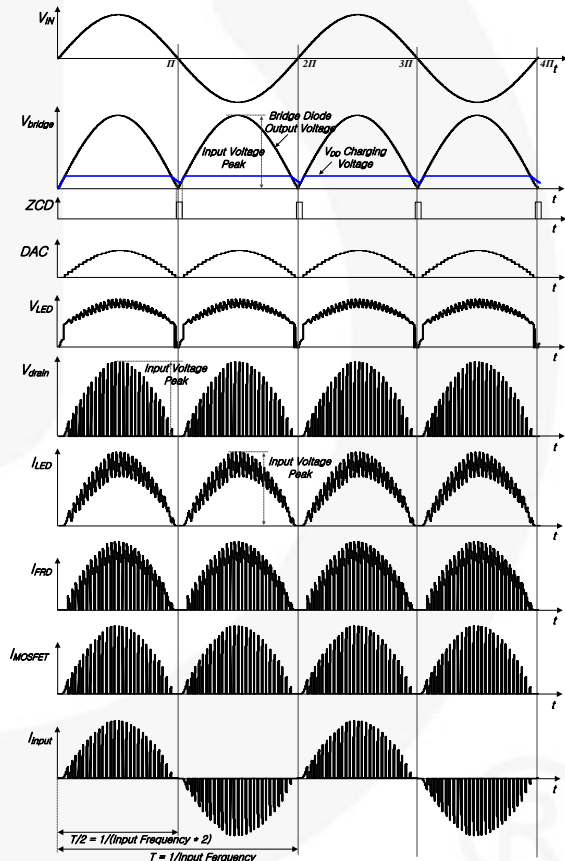 VIN
Π 2Π 3Π 4Π t
Vbridge
Bridge Diode
Output Voltage
Input Voltage
Peak
VDD Charging
Voltage
t
ZCD
t
DAC
t
VLED
t
Vdrain
Input Voltage
Peak
t
ILED
Input Voltage
Peak
t
IFRD
t
IMOSFET
t
Iinput
t
T/2 = 1/(Input Frequency * 2)
T = 1/Input Ferguency
R